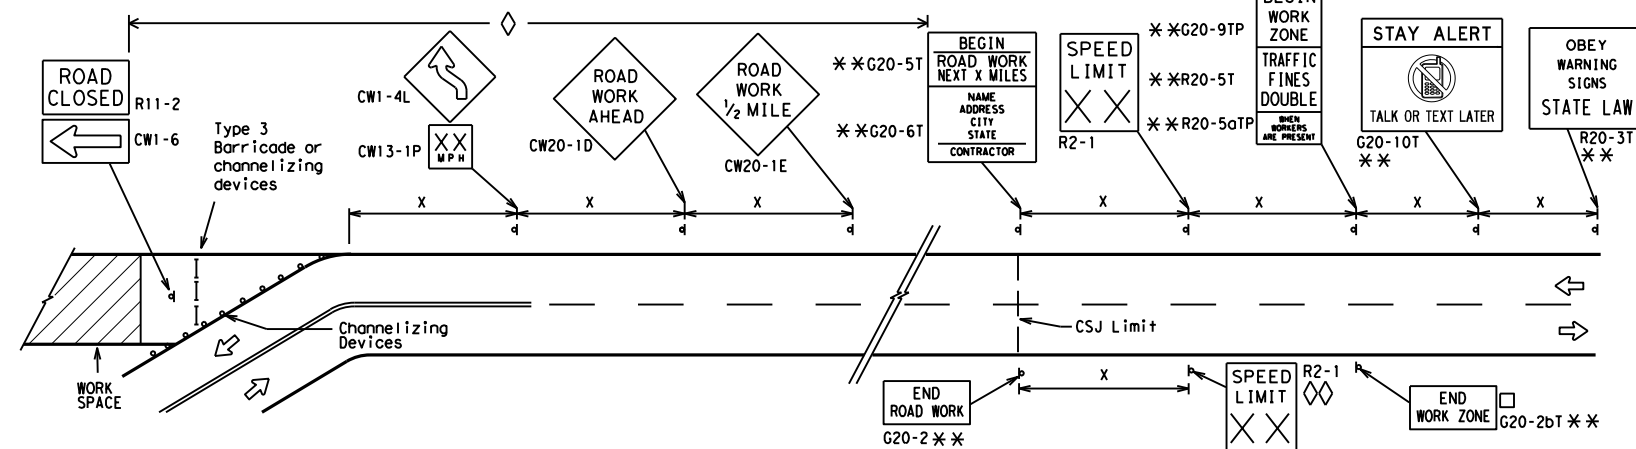 ROAD
CLOSED
R11-2
CW1-6
Type 3
Barricade or
channelizing
devices
CW1-4L
CW13-1P
X X
MPH
ROAD
WORK
AHEAD
CW20-1D
ROAD
WORK
1/2 MILE
CW20-1E
**G20-5T
**G20-6T
BEGIN
ROAD WORK
NEXT X MILES
NAME
ADDRESS
CITY
STATE
CONTRACTOR
SPEED
LIMIT
X X
R2-1
**G20-9TP
**R20-5T
**R20-5aTP
BEGIN
WORK
ZONE
TRAFFIC
FINES
DOUBLE
WHEN
WORKERS
ARE PRESENT
STAY ALERT
TALK OR TEXT LATER
G20-10T
**
OBEY
WARNING
SIGNS
STATE LAW
R20-3T
**
X X X X X X X
Channelizing
Devices
WORK
SPACE
CSJ Limit
X
END
ROAD WORK
G20-2**
SPEED
LIMIT
X X
R2-1
END
WORK ZONE
G20-2bT **